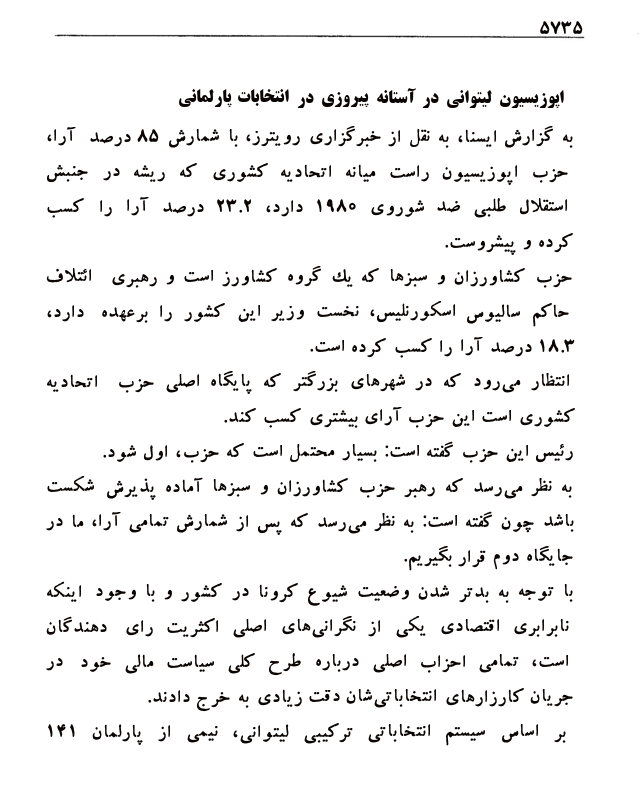 ۵۷۳۵
اپوزیسیون لیتوانی در آستانه پیروزی در انتخابات پارلمانی
به گزارش ایسنا، به نقل از خبرگزاری رویترز، با شمارش ۸۵ درصد آرا،
حزب اپوزیسیون راست میانه اتحادیه کشوری که ریشه در جنبش
استقلال طلبی ضد شوروی ۱۹۸۰ دارد، ۲۳.۲ درصد آرا را کسب
کرده و پیشروست.
حزب کشاورزان و سبزها که یك گروه کشاورز است و رهبری ائتلاف
حاکم سالیوس اسکورنلیس، نخست وزیر این کشور را برعهده دارد،
۱۸.۳ درصد آرا را کسب کرده است.
انتظار می‌رود که در شهرهای بزرگتر که پایگاه اصلی حزب اتحادیه
کشوری است این حزب آرای بیشتری کسب کند.
رئیس این حزب گفته است: بسیار محتمل است که حزب، اول شود.
به نظر می‌رسد که رهبر حزب کشاورزان و سبزها آماده پذیرش شکست
باشد چون گفته است: به نظر می‌رسد که پس از شمارش تمامی آرا، ما در
جایگاه دوم قرار بگیریم.
با توجه به بدتر شدن وضعیت شیوع کرونا در کشور و با وجود اینکه
نابرابری اقتصادی یکی از نگرانی‌های اصلی اکثریت رای دهندگان
است، تمامی احزاب اصلی درباره طرح کلی سیاست مالی خود در
جریان کارزارهای انتخاباتی‌شان دقت زیادی به خرج دادند.
بر اساس سیستم انتخاباتی ترکیبی لیتوانی، نیمی از پارلمان ۱۴۱